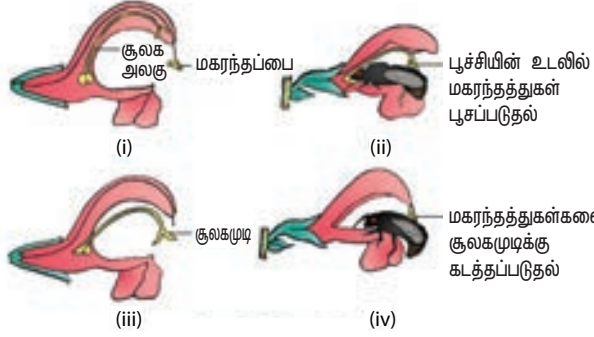 சூலக
அலகு
மகரந்தப்பை
பூச்சியின் உடலில்
மகரந்தத்துகள்
பூசப்படுதல்
(i)
(ii)
சூலகமுடி
மகரந்தத்துகள்களை
சூலகமுடிக்கு
கடத்தப்படுதல்
(iii)
(iv)